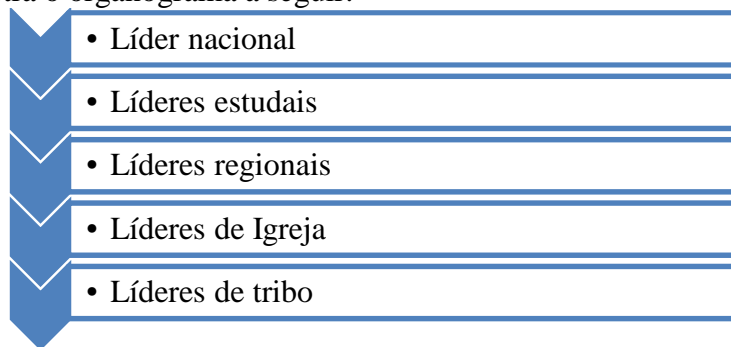 o organograma a seguir:
• Líder nacional
• Líderes estudais
• Líderes regionais
• Líderes de Igreja
• Líderes de tribo